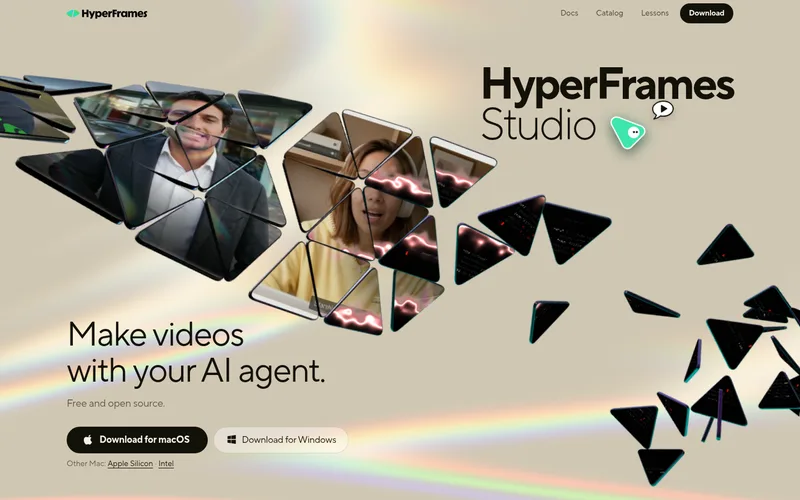 HyperFrames
Docs
Catalog
Lessons
Download
HyperFrames
Studio
Make videos
with your AI agent.
Free and open source.
Download for macOS
Download for Windows
Other Mac: Apple Silicon · Intel